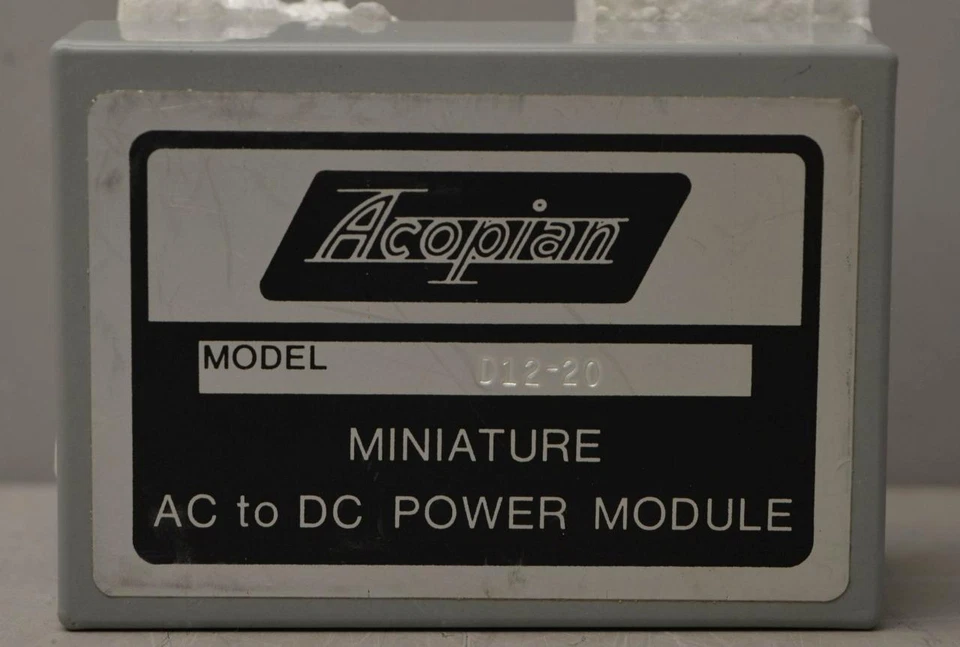 Acopian
MODEL D12-20
MINIATURE
AC to DC POWER MODULE